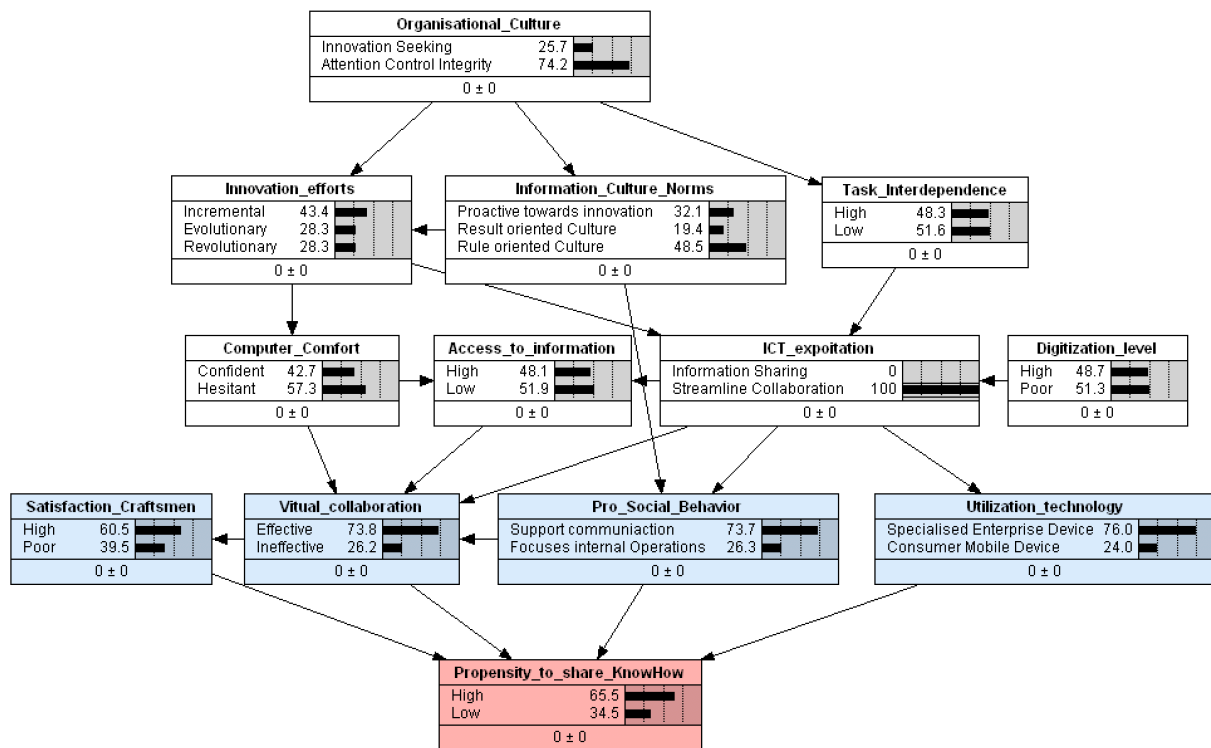 Organisational_Culture
Innovation Seeking 25.7
Attention Control Integrity 74.2
0 ± 0
Innovation_efforts
Incremental 43.4
Evolutionary 28.3
Revolutionary 28.3
0 ± 0
Information_Culture_Norms
Proactive towards innovation 32.1
Result oriented Culture 19.4
Rule oriented Culture 48.5
0 ± 0
Task_Interdependence
High 48.3
Low 51.6
0 ± 0
Computer_Comfort
Confident 42.7
Hesitant 57.3
0 ± 0
Access_to_information
High 48.1
Low 51.9
0 ± 0
ICT_expoitation
Information Sharing 0
Streamline Collaboration 100
0 ± 0
Digitization_level
High 48.7
Poor 51.3
0 ± 0
Satisfaction_Craftsmen
High 60.5
Poor 39.5
0 ± 0
Vitual_collaboration
Effective 73.8
Ineffective 26.2
0 ± 0
Pro_Social_Behavior
Support communiaction 73.7
Focuses internal Operations 26.3
0 ± 0
Utilization_technology
Specialised Enterprise Device 76.0
Consumer Mobile Device 24.0
0 ± 0
Propensity_to_share_KnowHow
High 65.5
Low 34.5
0 ± 0